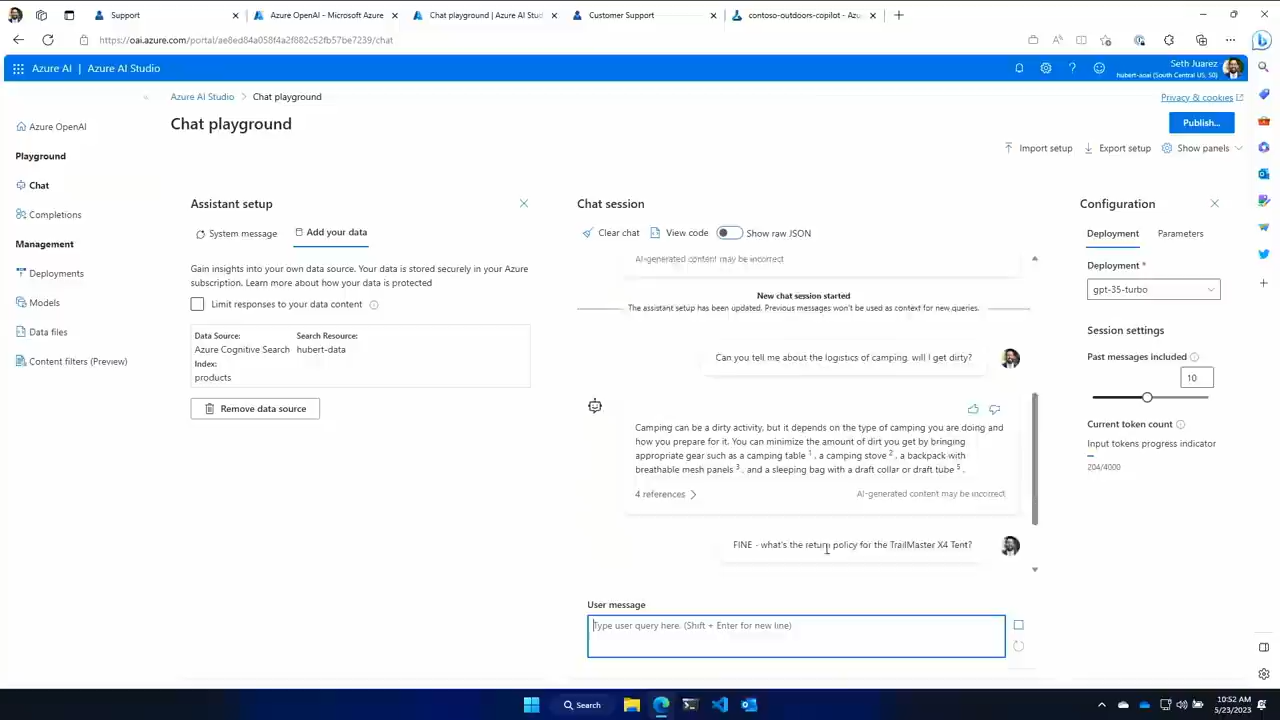 Support
Azure OpenAI - Microsoft Azure
Chat playground | Azure AI Stud
Customer Support
contoso-outdoors-copilot - Azu
https://oai.azure.com/portal/ae8ed84a058f4a2f882c52fb57be7239/chat
Azure AI | Azure AI Studio
Seth Juarez
hubert-aoai (South Central US, S0)
Azure AI Studio > Chat playground
Privacy & cookies
Chat playground
Publish...
Import setup
Export setup
Show panels
Azure OpenAI
Playground
Chat
Completions
Management
Deployments
Models
Data files
Content filters (Preview)
Assistant setup
System message
Add your data
Gain insights into your own data source. Your data is stored securely in your Azure
subscription. Learn more about how your data is protected
Limit responses to your data content
Data Source:
Azure Cognitive Search
Search Resource:
hubert-data
Index:
products
Remove data source
Chat session
Clear chat
View code
Show raw JSON
AI-generated content may be incorrect
New chat session started
The assistant setup has been updated. Previous messages won't be used as context for new queries.
Can you tell me about the logistics of camping. will I get dirty?
Camping can be a dirty activity, but it depends on the type of camping you are doing and
how you prepare for it. You can minimize the amount of dirt you get by bringing
appropriate gear such as a camping table 1 , a camping stove 2 , a backpack with
breathable mesh panels 3 , and a sleeping bag with a draft collar or draft tube 5 .
4 references
AI-generated content may be incorrect
FINE - what's the return policy for the TrailMaster X4 Tent?
User message
Type user query here. (Shift + Enter for new line)
Configuration
Deployment
Parameters
Deployment *
gpt-35-turbo
Session settings
Past messages included
10
Current token count
Input tokens progress indicator
204/4000
Search
10:52 AM
5/23/2023